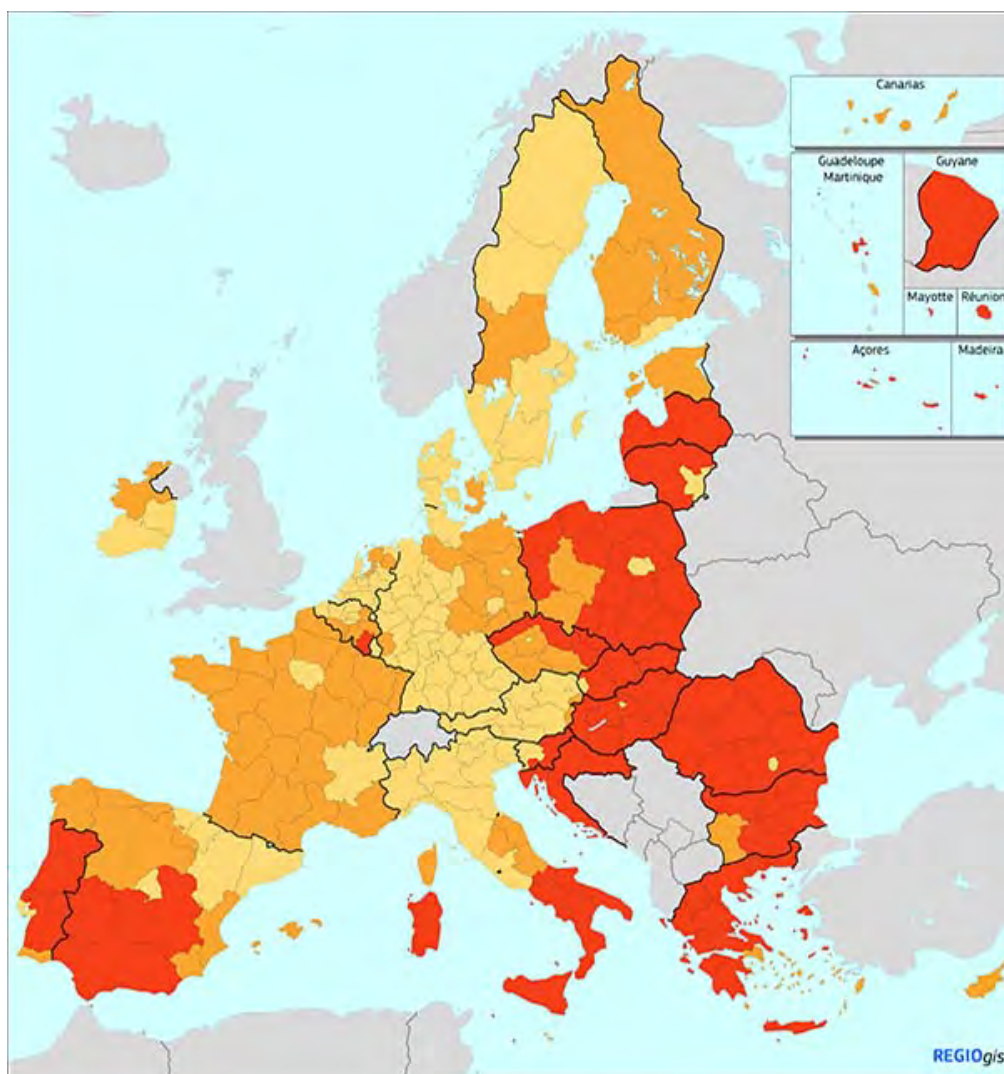 Canarias
Guadeloupe
Martinique
Guyane
Mayotte
Réunion
Açores
Madeira
REGIOgis